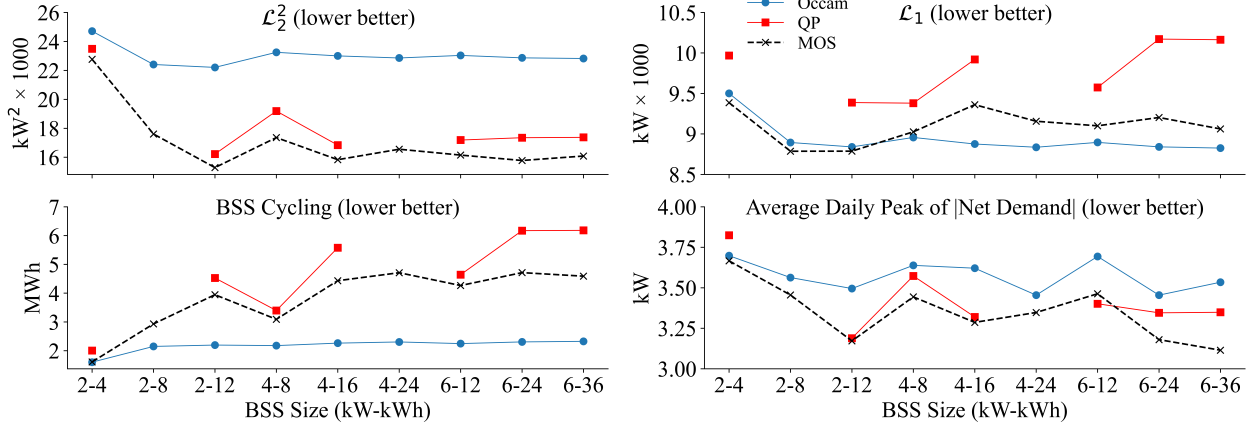 ℒ₂² (lower better)
kW² × 1000
26
24
22
20
18
16
ℒ₁ (lower better)
Occam
QP
MOS
kW × 1000
10.5
10
9.5
9
8.5
BSS Cycling (lower better)
MWh
7
6
5
4
3
2
2-4 2-8 2-12 4-8 4-16 4-24 6-12 6-24 6-36
BSS Size (kW-kWh)
Average Daily Peak of |Net Demand| (lower better)
kW
4.00
3.75
3.50
3.25
3.00
2-4 2-8 2-12 4-8 4-16 4-24 6-12 6-24 6-36
BSS Size (kW-kWh)